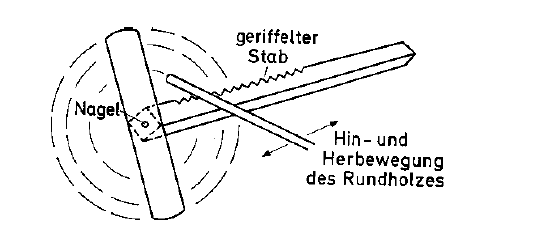 geriffelter
Stab
Nagel
Hin- und
Herbewegung
des Rundholzes